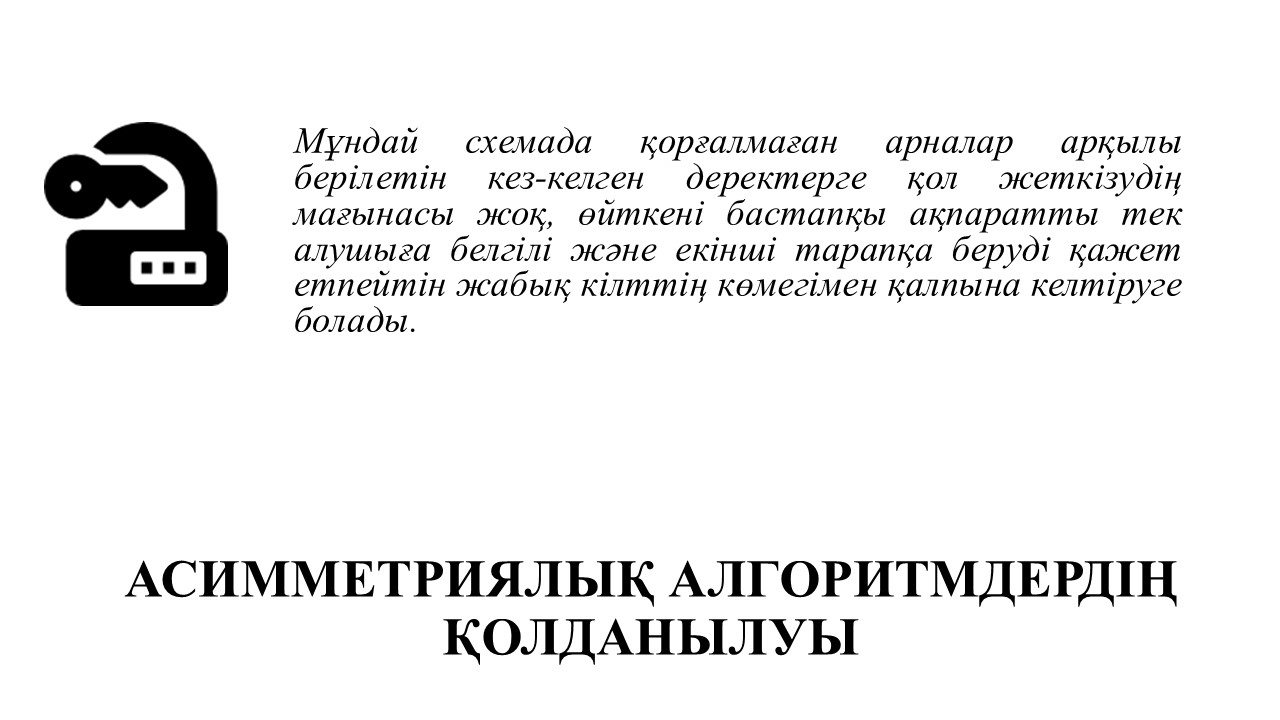 Мұндай схемада қорғалмаған арналар арқылы
берілетін кез-келген деректерге қол жеткізудің
мағынасы жоқ, өйткені бастапқы ақпаратты тек
алушыға белгілі және екінші тарапқа беруді қажет
етпейтін жабық кілттің көмегімен қалпына келтіруге
болады.
АСИММЕТРИЯЛЫҚ АЛГОРИТМДЕРДІҢ
ҚОЛДАНЫЛУЫ